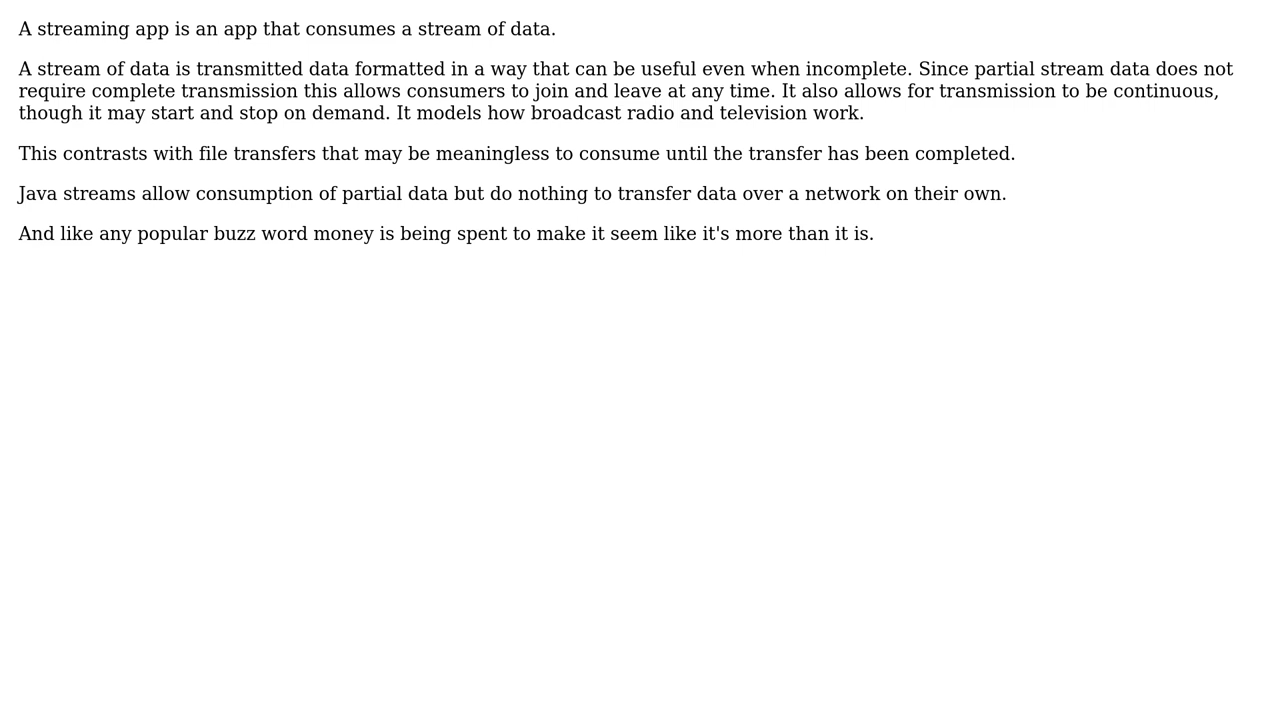 A streaming app is an app that consumes a stream of data.
A stream of data is transmitted data formatted in a way that can be useful even when incomplete. Since partial stream data does not
require complete transmission this allows consumers to join and leave at any time. It also allows for transmission to be continuous,
though it may start and stop on demand. It models how broadcast radio and television work.
This contrasts with file transfers that may be meaningless to consume until the transfer has been completed.
Java streams allow consumption of partial data but do nothing to transfer data over a network on their own.
And like any popular buzz word money is being spent to make it seem like it's more than it is.